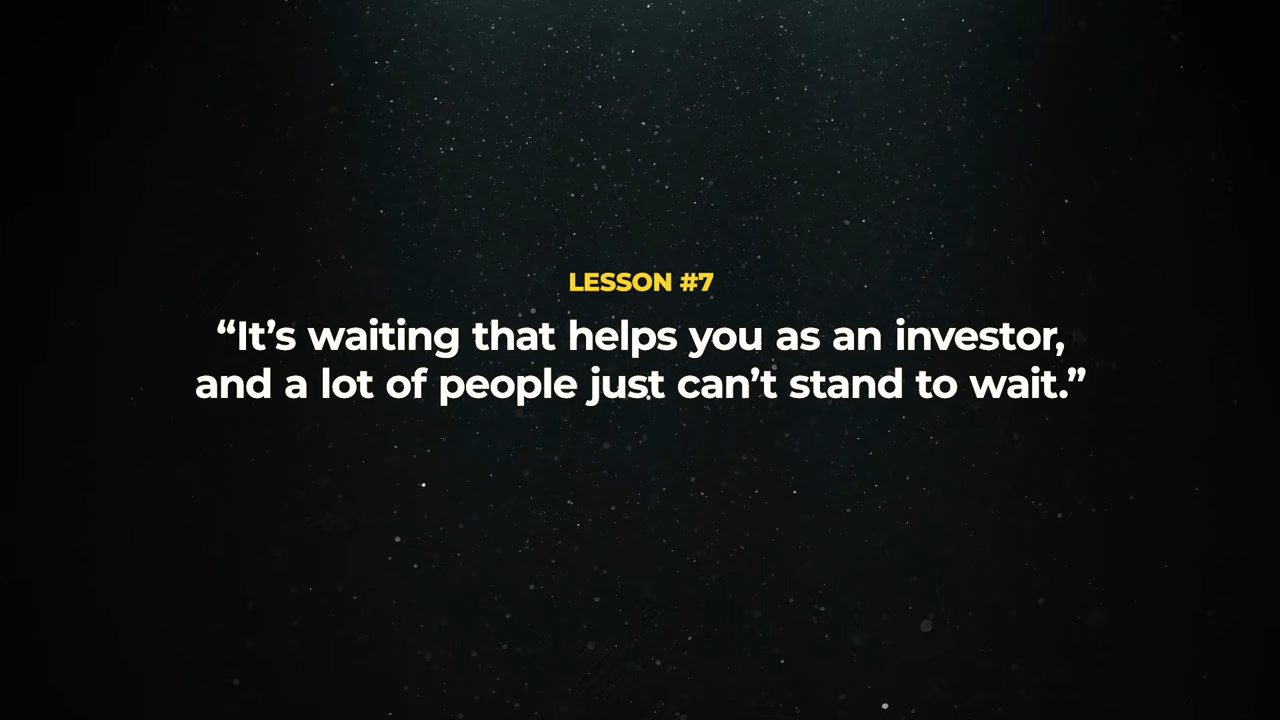 LESSON #7
“It’s waiting that helps you as an investor,
and a lot of people just can’t stand to wait.”